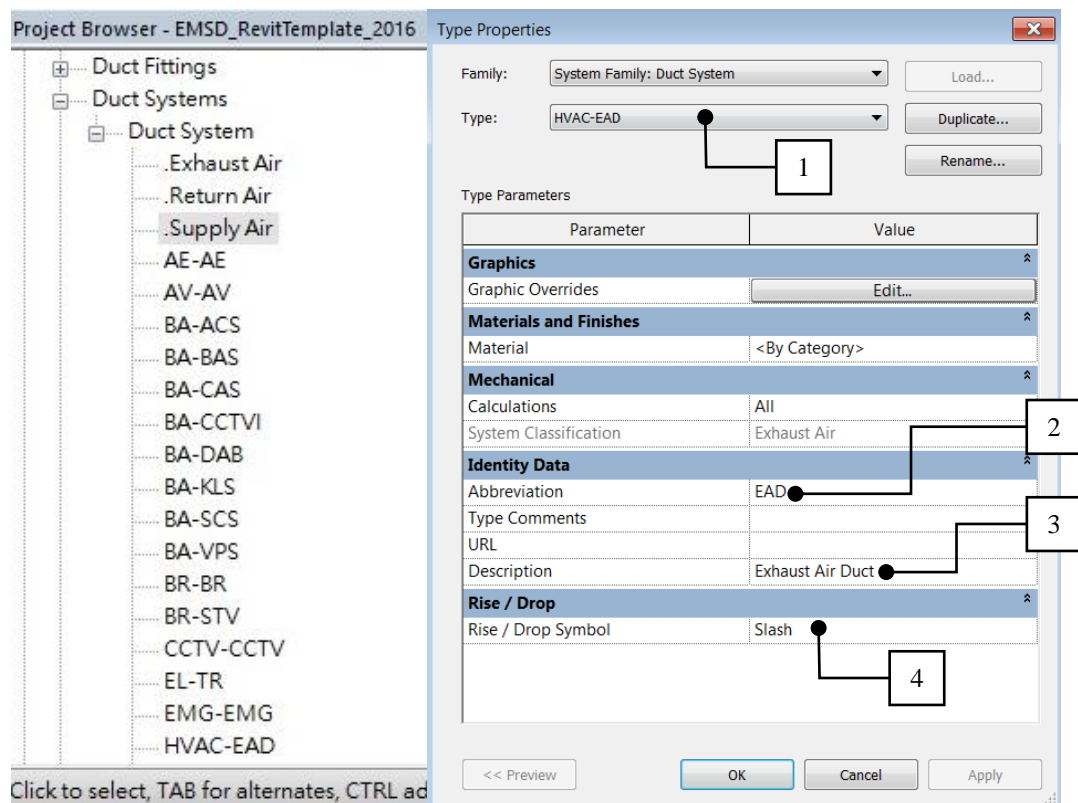 Project Browser - EMSD_RevitTemplate_2016
Duct Fittings
Duct Systems
Duct System
.Exhaust Air
.Return Air
.Supply Air
AE-AE
AV-AV
BA-ACS
BA-BAS
BA-CAS
BA-CCTVI
BA-DAB
BA-KLS
BA-SCS
BA-VPS
BR-BR
BR-STV
CCTV-CCTV
EL-TR
EMG-EMG
HVAC-EAD
Click to select, TAB for alternates, CTRL ad
Type Properties
Family: System Family: Duct System Load...
Type: HVAC-EAD Duplicate...
Rename...
1
Type Parameters
Parameter Value
Graphics
Graphic Overrides Edit...
Materials and Finishes
Material <By Category>
Mechanical
Calculations All
System Classification Exhaust Air
2
Identity Data
Abbreviation EAD
Type Comments
3
URL
Description Exhaust Air Duct
Rise / Drop
Rise / Drop Symbol Slash
4
<< Preview OK Cancel Apply